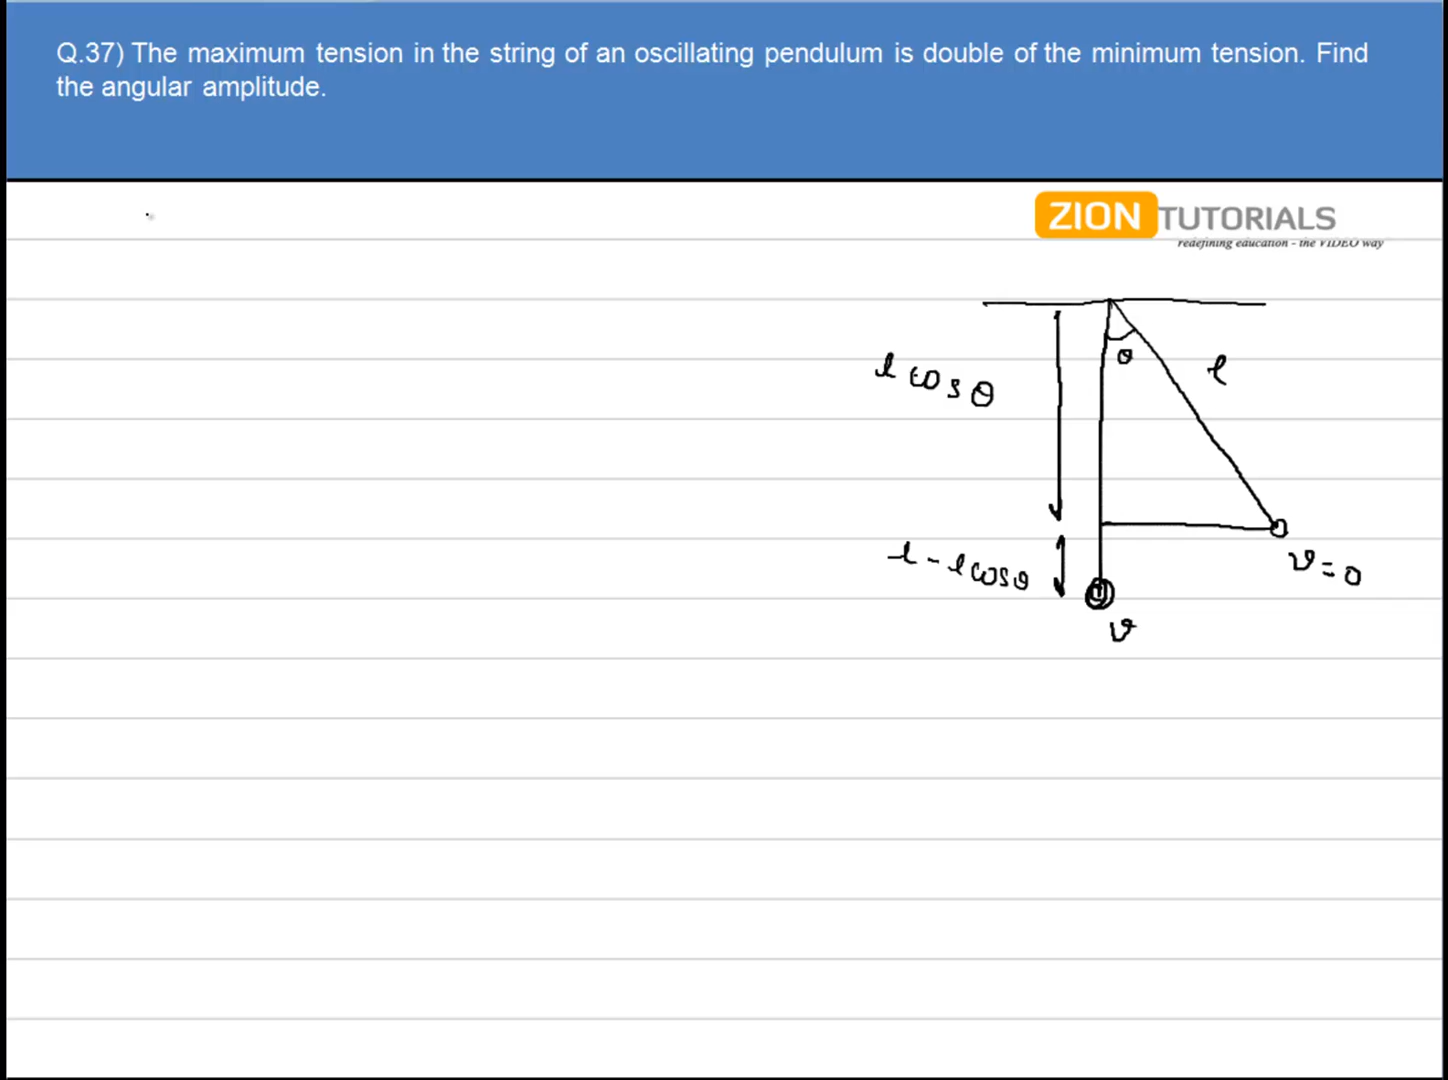 Q.37) The maximum tension in the string of an oscillating pendulum is double of the minimum tension. Find
the angular amplitude.
ZION TUTORIALS
redefining education - the VIDEO way
θ
l
l cos θ
l - l cos θ
v = 0
v